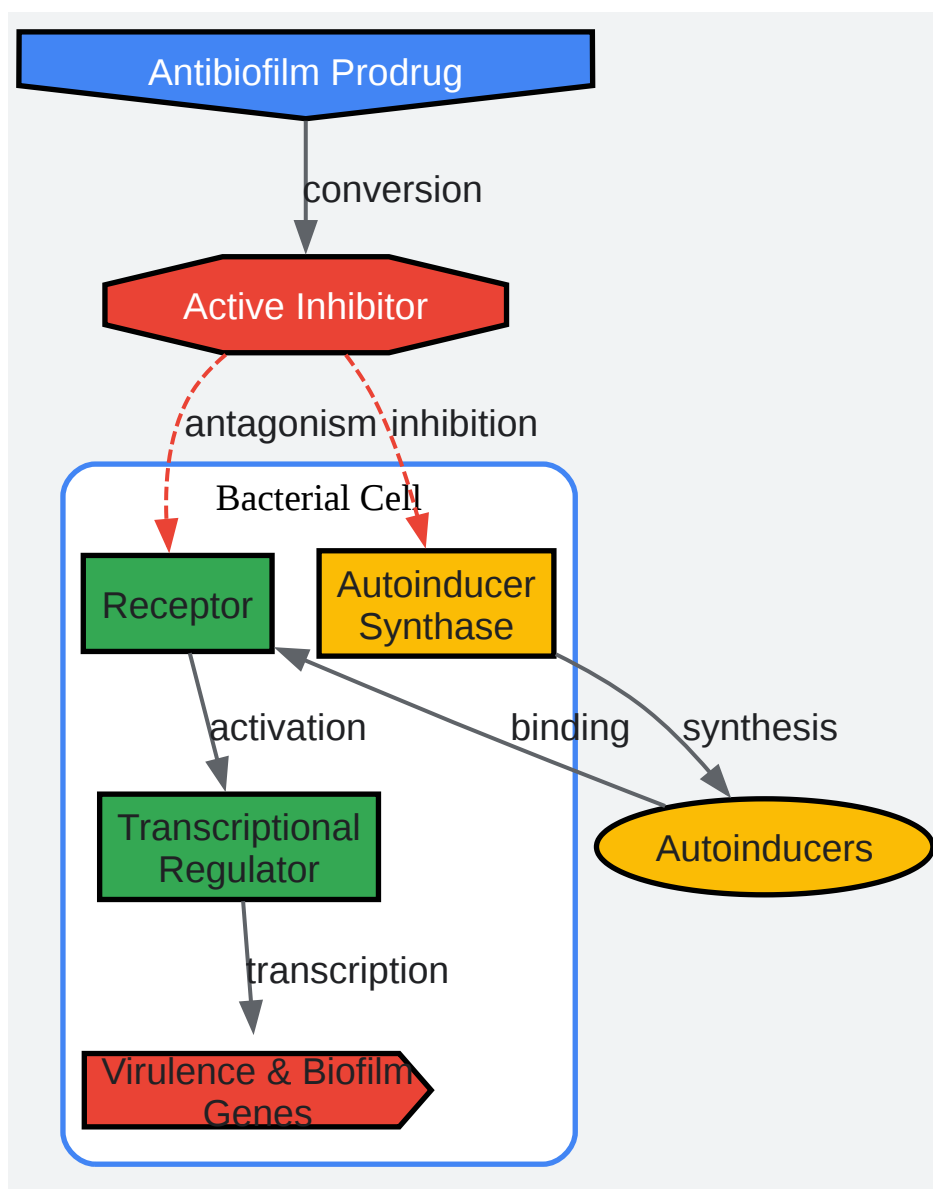 Antibiofilm Prodrug
conversion
Active Inhibitor
antagonism
inhibition
Bacterial Cell
Receptor
Autoinducer
Synthase
activation
binding
synthesis
Transcriptional
Regulator
Autoinducers
transcription
Virulence & Biofilm
Genes